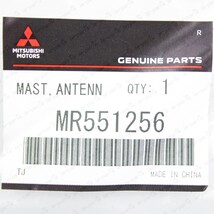 R
MITSUBISHI
MOTORS
GENUINE PARTS
MAST, ANTENN QTY: 1
MR551256
TJ
MADE IN CHINA